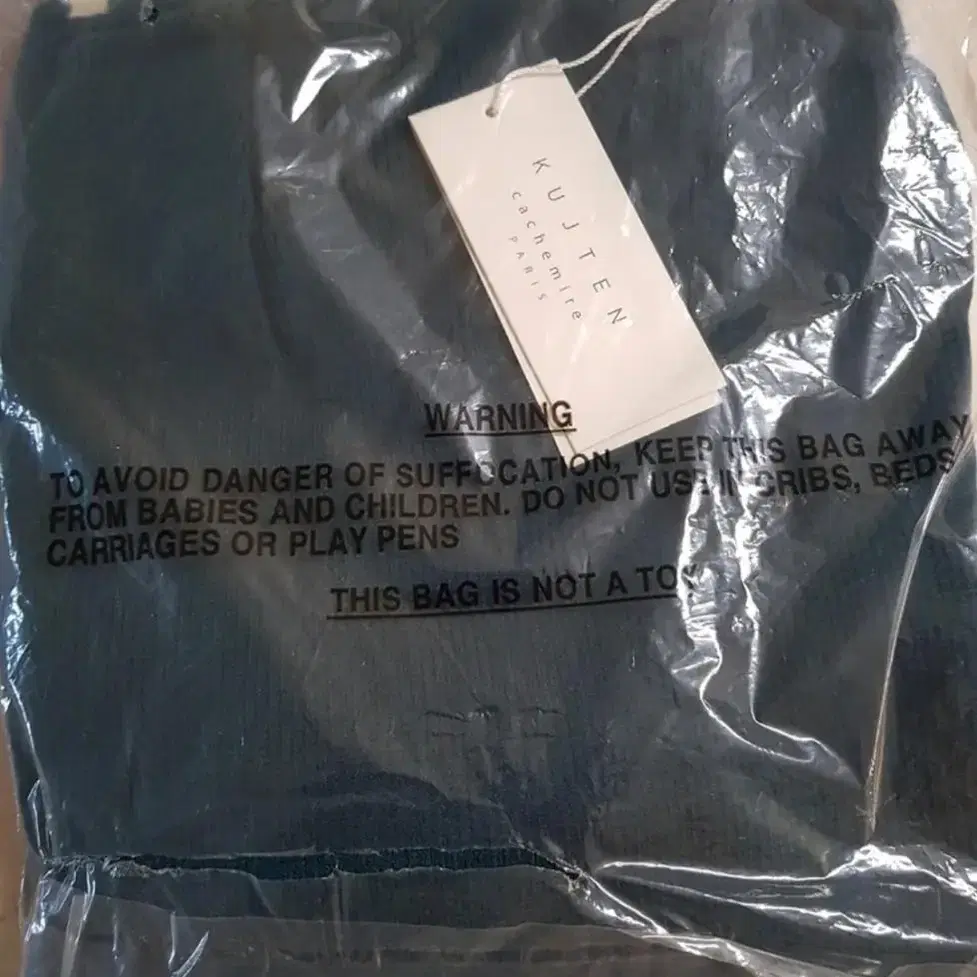 KUJTEN
cachemire
PARIS
WARNING
TO AVOID DANGER OF SUFFOCATION, KEEP THIS BAG AWAY
FROM BABIES AND CHILDREN. DO NOT USE IN CRIBS, BEDS
CARRIAGES OR PLAY PENS
THIS BAG IS NOT A TOY